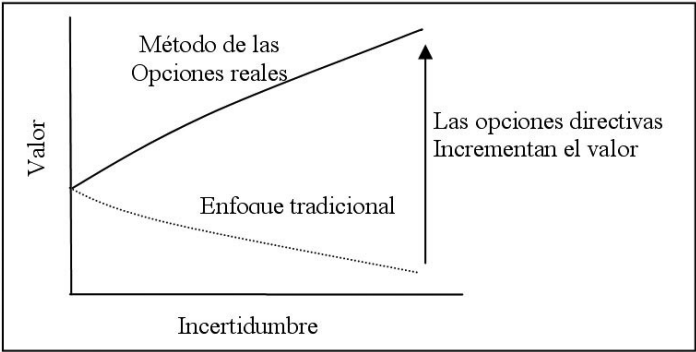 Método de las
Opciones reales
Las opciones directivas
Incrementan el valor
Valor
Enfoque tradicional
Incertidumbre